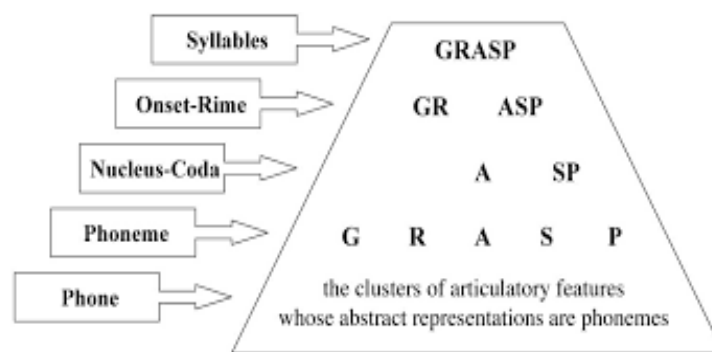 Syllables
GRASP
Onset-Rime
GR ASP
Nucleus-Coda
A SP
Phoneme
G R A S P
Phone
the clusters of articulatory features
whose abstract representations are phonemes